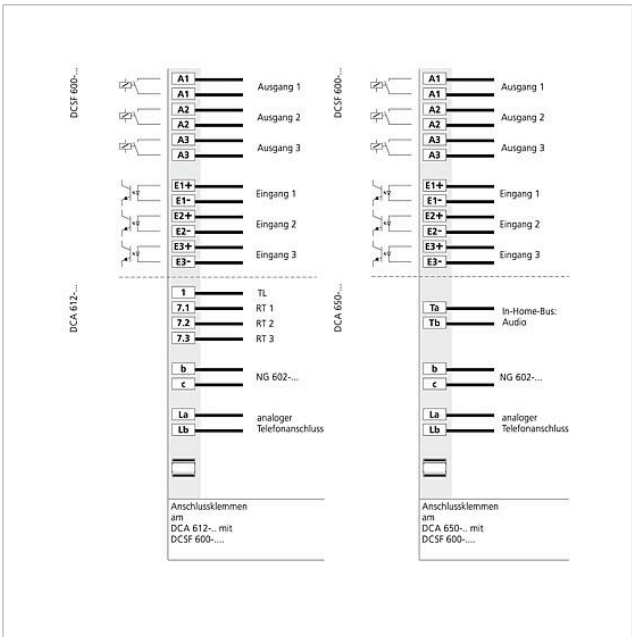 DCSF 600-...
A1
A1
Ausgang 1
A2
A2
Ausgang 2
A3
A3
Ausgang 3
E1+
E1-
Eingang 1
E2+
E2-
Eingang 2
E3+
E3-
Eingang 3
DCA 612-...
1
TL
7.1
RT 1
7.2
RT 2
7.3
RT 3
b
c
NG 602-...
La
Lb
analoger
Telefonanschluss
Anschlussklemmen
am
DCA 612-.. mit
DCSF 600-....
DCSF 600-...
A1
A1
Ausgang 1
A2
A2
Ausgang 2
A3
A3
Ausgang 3
E1+
E1-
Eingang 1
E2+
E2-
Eingang 2
E3+
E3-
Eingang 3
DCA 650-...
Ta
Tb
In-Home-Bus:
Audio
b
c
NG 602-...
La
Lb
analoger
Telefonanschluss
Anschlussklemmen
am
DCA 650-.. mit
DCSF 600-....